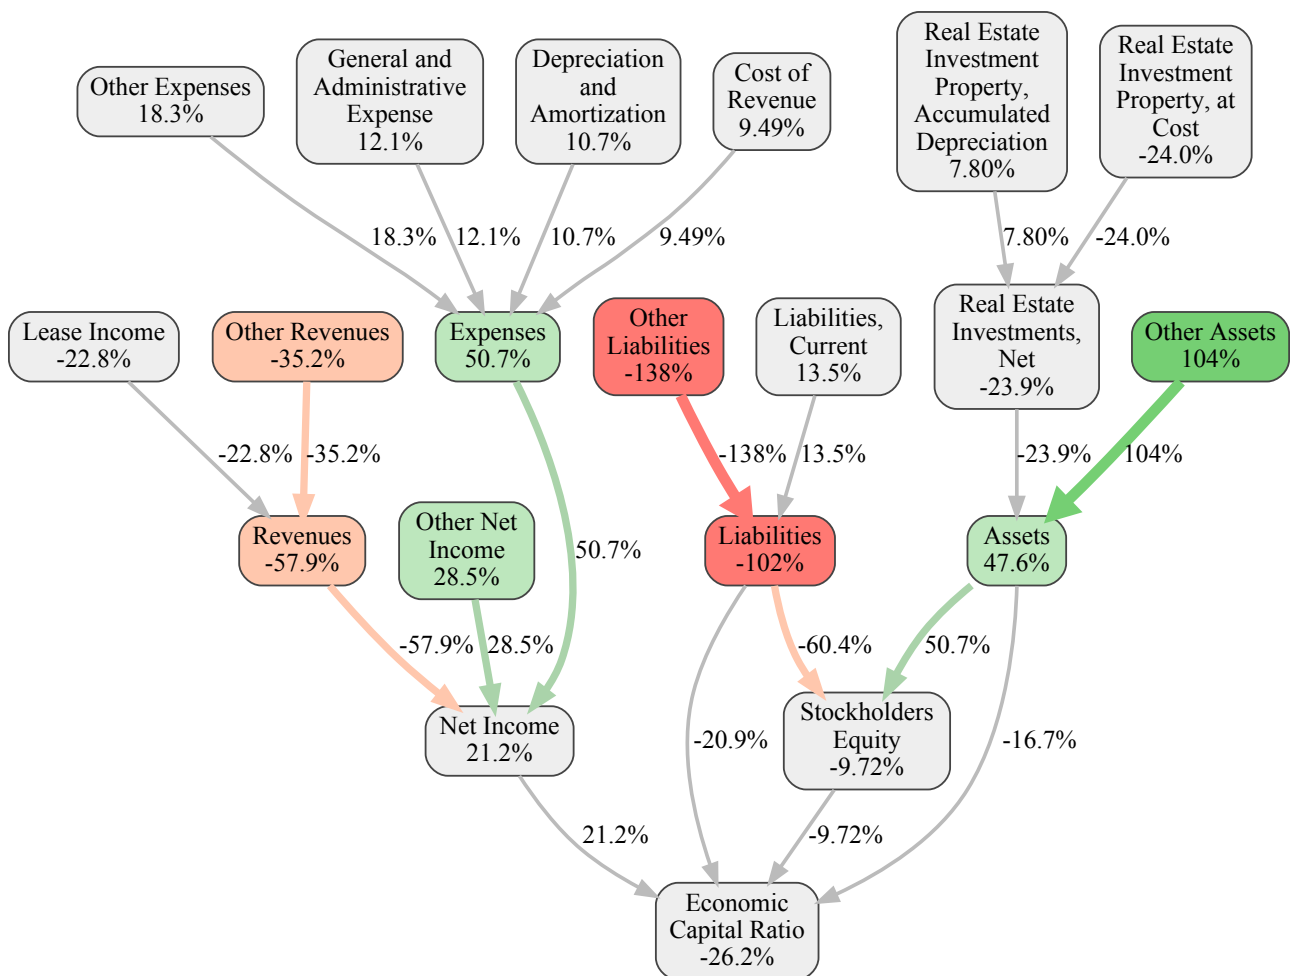 Other Expenses
18.3%
General and
Administrative
Expense
12.1%
Depreciation
and
Amortization
10.7%
Cost of
Revenue
9.49%
Real Estate
Investment
Property,
Accumulated
Depreciation
7.80%
Real Estate
Investment
Property, at
Cost
-24.0%
18.3%
12.1%
10.7%
9.49%
7.80%
-24.0%
Lease Income
-22.8%
Other Revenues
-35.2%
Expenses
50.7%
Other
Liabilities
-138%
Liabilities,
Current
13.5%
Real Estate
Investments,
Net
-23.9%
Other Assets
104%
-22.8%
-35.2%
-138%
13.5%
-23.9%
104%
Revenues
-57.9%
Other Net
Income
28.5%
50.7%
Liabilities
-102%
Assets
47.6%
-57.9%
28.5%
-60.4%
50.7%
Net Income
21.2%
-20.9%
Stockholders
Equity
-9.72%
-16.7%
21.2%
-9.72%
Economic
Capital Ratio
-26.2%